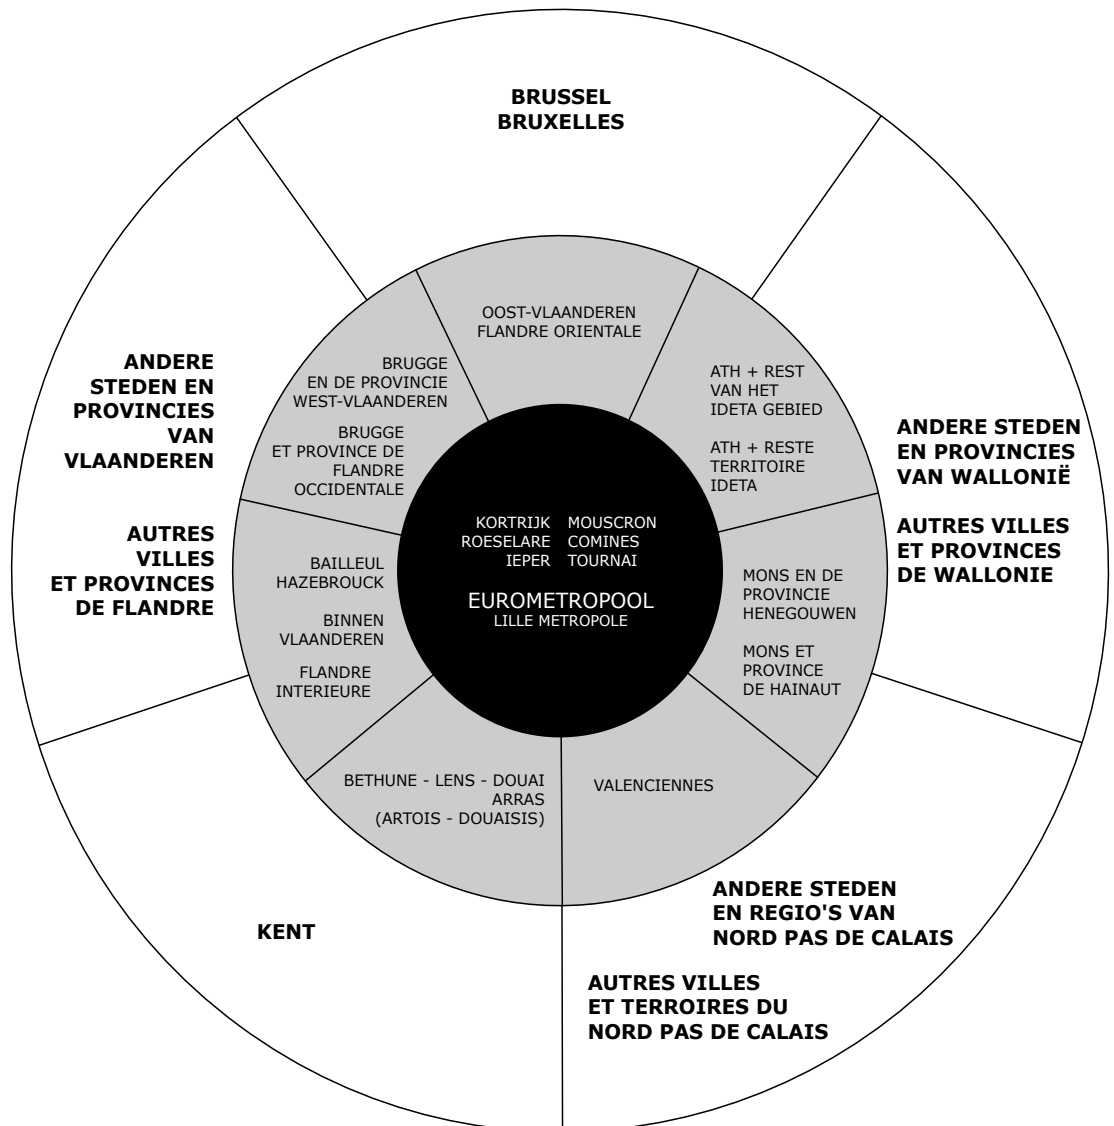 BRUSSEL
BRUXELLES
OOST-VLAANDEREN
FLANDRE ORIENTALE
BRUGGE
EN DE PROVINCIE
WEST-VLAANDEREN
BRUGGE
ET PROVINCE DE
FLANDRE
OCCIDENTALE
ATH + REST
VAN HET
IDETA GEBIED
ATH + RESTE
TERRITOIRE
IDETA
ANDERE
STEDEN EN
PROVINCIES
VAN
VLAANDEREN
AUTRES
VILLES
ET PROVINCES
DE FLANDRE
ANDERE STEDEN
EN PROVINCIES
VAN WALLONIË
AUTRES VILLES
ET PROVINCES
DE WALLONIE
KORTRIJK MOUSCRON
ROESELARE COMINES
IEPER TOURNAI
EUROMETROPOOL
LILLE METROPOLE
BAILLEUL
HAZEBROUCK
BINNEN
VLAANDEREN
FLANDRE
INTERIEURE
MONS EN DE
PROVINCIE
HENEGOUWEN
MONS ET
PROVINCE
DE HAINAUT
BETHUNE - LENS - DOUAI
ARRAS
(ARTOIS - DOUAISIS)
VALENCIENNES
KENT
ANDERE STEDEN
EN REGIO'S VAN
NORD PAS DE CALAIS
AUTRES VILLES
ET TERROIRES DU
NORD PAS DE CALAIS